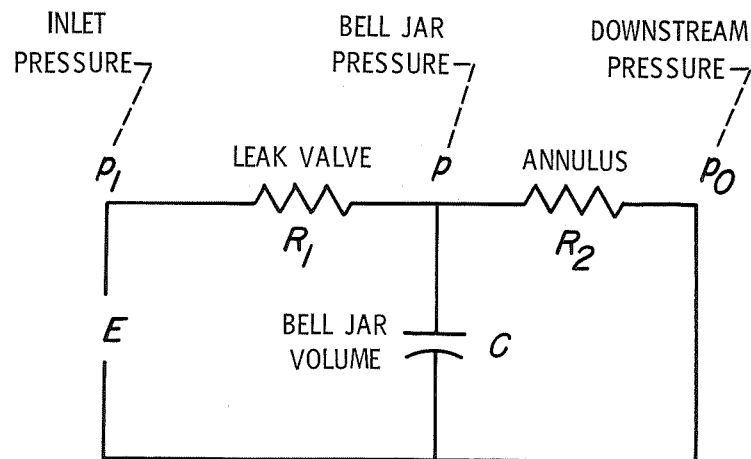 INLET
PRESSURE
BELL JAR
PRESSURE
DOWNSTREAM
PRESSURE
P1
LEAK VALVE
P
ANNULUS
P0
R1
R2
E
BELL JAR
VOLUME
C